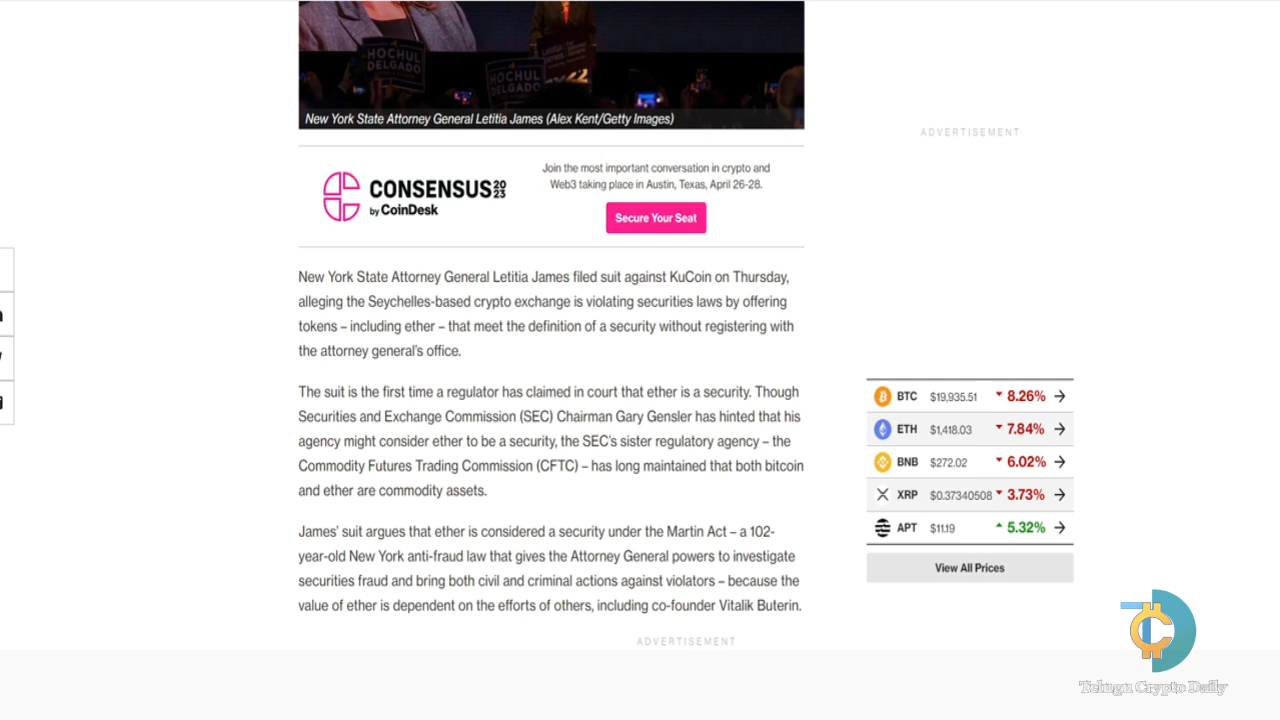 HOCHUL
DELGADO
HOCHUL
DELGADO
New York State Attorney General Letitia James (Alex Kent/Getty Images)
ADVERTISEMENT
CONSENSUS 2023
by CoinDesk
Join the most important conversation in crypto and
Web3 taking place in Austin, Texas, April 26-28.
Secure Your Seat
New York State Attorney General Letitia James filed suit against KuCoin on Thursday,
alleging the Seychelles-based crypto exchange is violating securities laws by offering
tokens – including ether – that meet the definition of a security without registering with
the attorney general's office.
The suit is the first time a regulator has claimed in court that ether is a security. Though
Securities and Exchange Commission (SEC) Chairman Gary Gensler has hinted that his
agency might consider ether to be a security, the SEC's sister regulatory agency – the
Commodity Futures Trading Commission (CFTC) – has long maintained that both bitcoin
and ether are commodity assets.
James' suit argues that ether is considered a security under the Martin Act – a 102-
year-old New York anti-fraud law that gives the Attorney General powers to investigate
securities fraud and bring both civil and criminal actions against violators – because the
value of ether is dependent on the efforts of others, including co-founder Vitalik Buterin.
BTC $19,935.51 8.26%
ETH $1,418.03 7.84%
BNB $272.02 6.02%
XRP $0.37340508 3.73%
APT $11.19 5.32%
View All Prices
ADVERTISEMENT
Telugu Crypto Daily